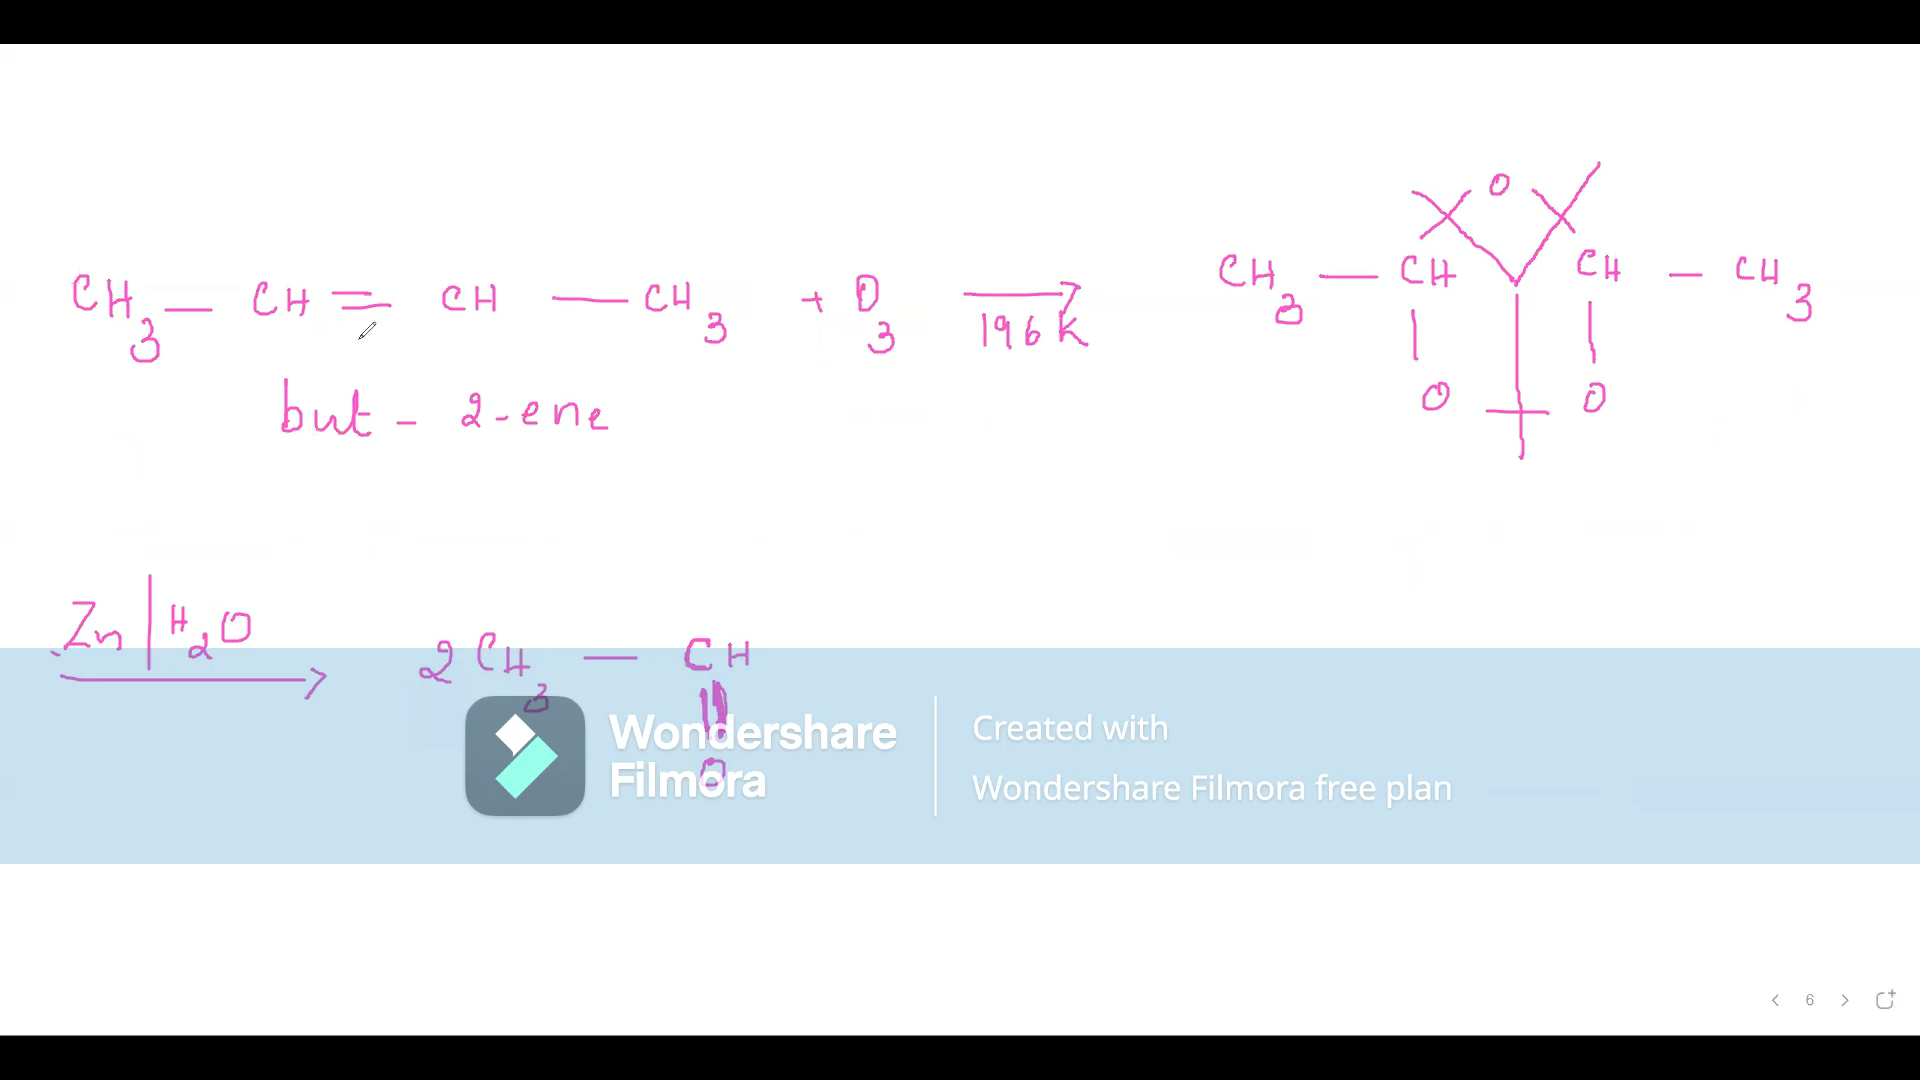 CH3 — CH = CH — CH3 + O3 → 196 K CH3 — CH O CH — CH3
O O
but - 2-ene
Zn | H2O → 2 CH3 — CH
O
Wondershare Filmora
Created with
Wondershare Filmora free plan
6